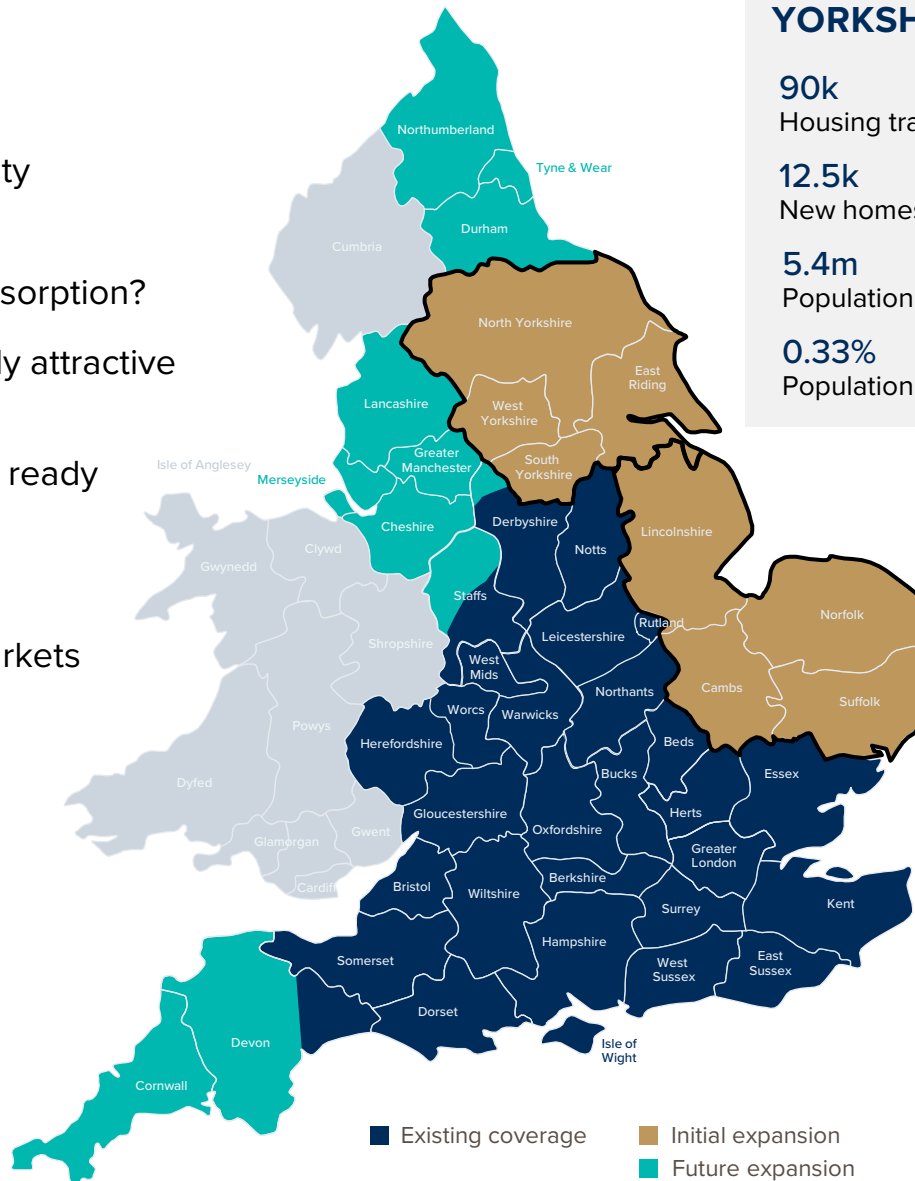 ty
sorption?
ly attractive
ready
rkets
YORKSH
90k
Housing tra
12.5k
New homes
5.4m
Population
0.33%
Population
Northumberland
Tyne & Wear
Durham
Cumbria
North Yorkshire
East
Riding
West
Yorkshire
South
Yorkshire
Lancashire
Greater
Manchester
Merseyside
Cheshire
Isle of Anglesey
Gwynedd
Clywd
Derbyshire
Notts
Lincolnshire
Staffs
Shropshire
Leicestershire
Rutland
Norfolk
West
Mids
Northants
Cambs
Suffolk
Worcs
Warwicks
Powys
Herefordshire
Beds
Bucks
Essex
Dyfed
Gloucestershire
Herts
Oxfordshire
Glamorgan
Gwent
Greater
London
Cardiff
Bristol
Wiltshire
Berkshire
Surrey
Kent
Somerset
Hampshire
West
Sussex
East
Sussex
Dorset
Devon
Isle of
Wight
Cornwall
Existing coverage
Initial expansion
Future expansion